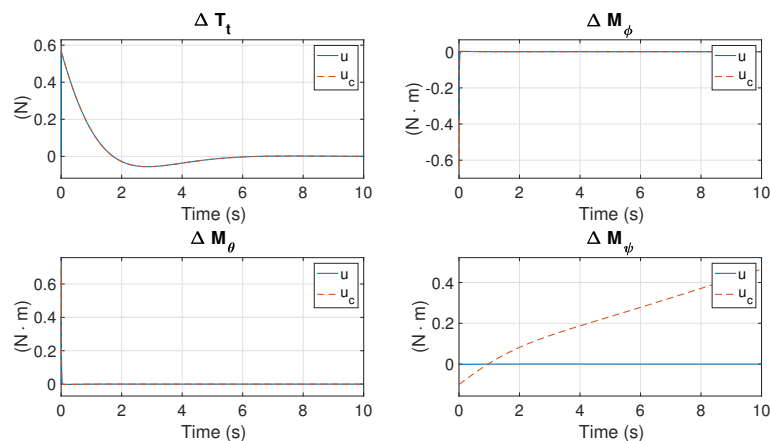 Δ T_t
(N)
0.6
0.4
0.2
0
u
u_c
0 2 4 6 8 10
Time (s)
Δ M_ϕ
(N · m)
0
-0.2
-0.4
-0.6
u
u_c
0 2 4 6 8 10
Time (s)
Δ M_θ
(N · m)
0.6
0.4
0.2
0
u
u_c
0 2 4 6 8 10
Time (s)
Δ M_ψ
(N · m)
0.4
0.2
0
u
u_c
0 2 4 6 8 10
Time (s)